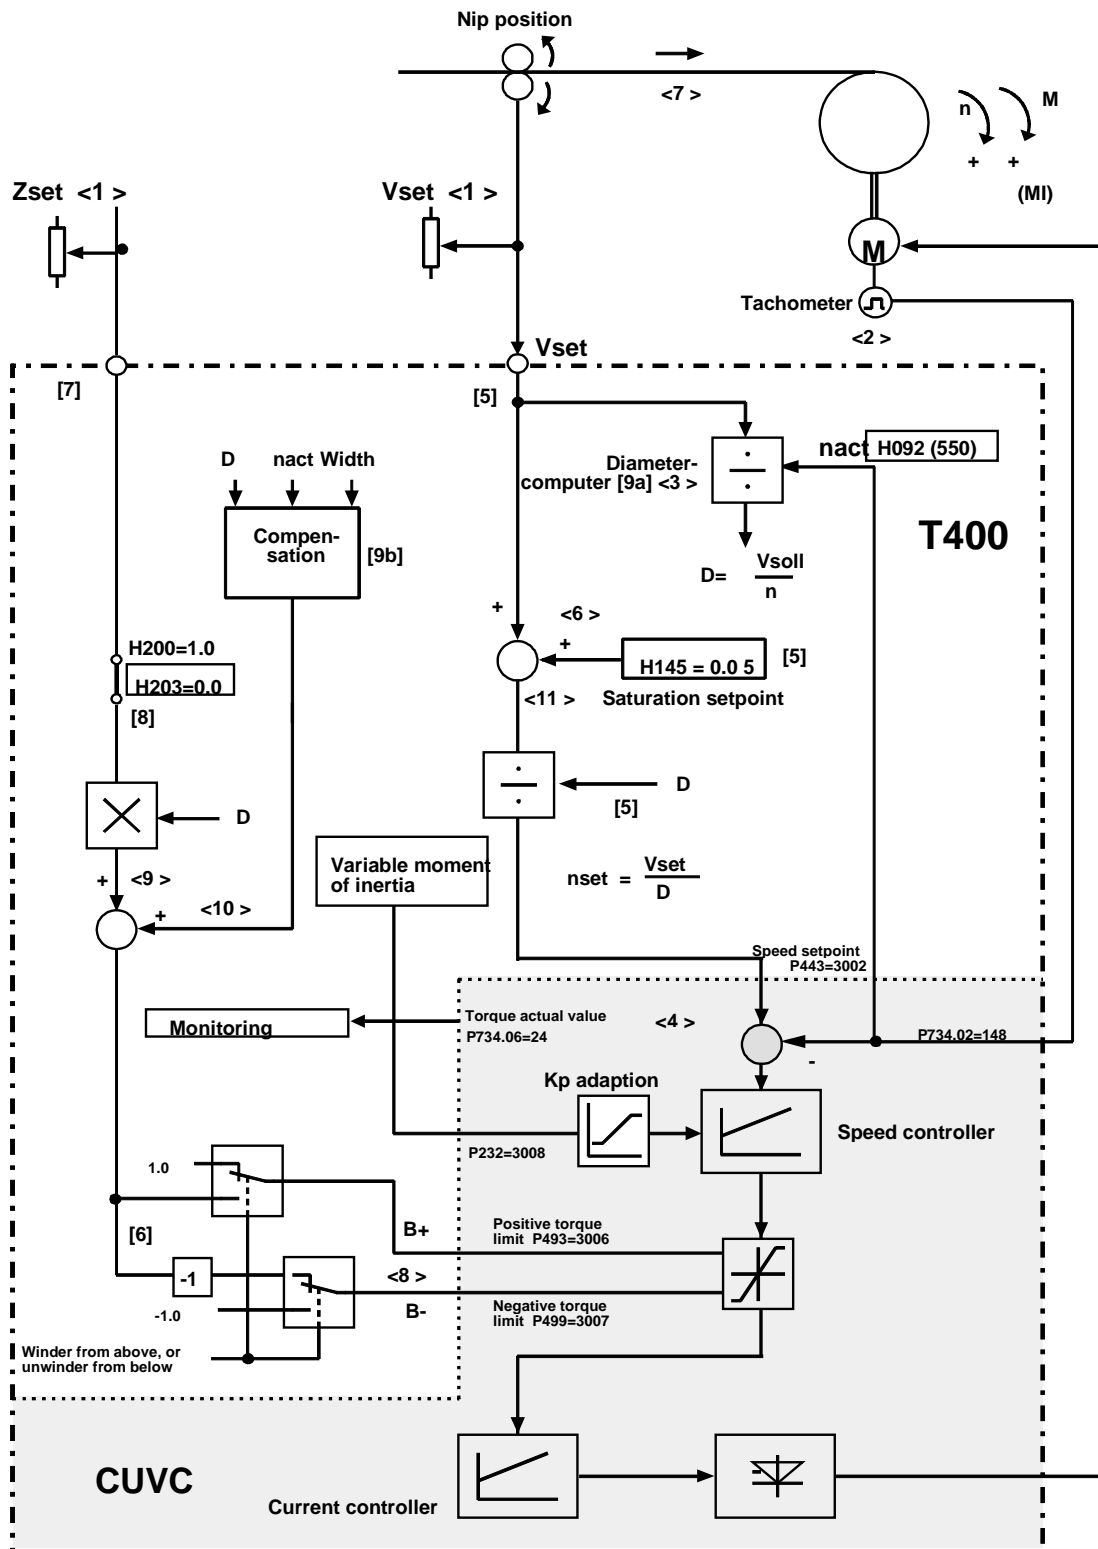 Nip position
<7 >
n
M
+ +
(MI)
Zset <1 >
Vset <1 >
M
Tachometer
<2 >
Vset
[7]
[5]
nact H092 (550)
D nact Width
Diameter-
computer [9a] <3 >
Compen-
sation
[9b]
T400
D= Vsoll
n
+
<6 >
+
H200=1.0
H203=0.0
H145 = 0.0 5
[5]
<11> Saturation setpoint
[8]
D
[5]
D
Variable moment
of inertia
nset = Vset
D
+ <9 >
+ <10 >
Speed setpoint
P443=3002
Monitoring
Torque actual value
P734.06=24
<4 >
P734.02=148
-
Kp adaption
Speed controller
P232=3008
1.0
[6]
B+
Positive torque
limit P493=3006
-1
<8 >
-1.0
B-
Negative torque
limit P499=3007
Winder from above, or
unwinder from below
CUVC
Current controller